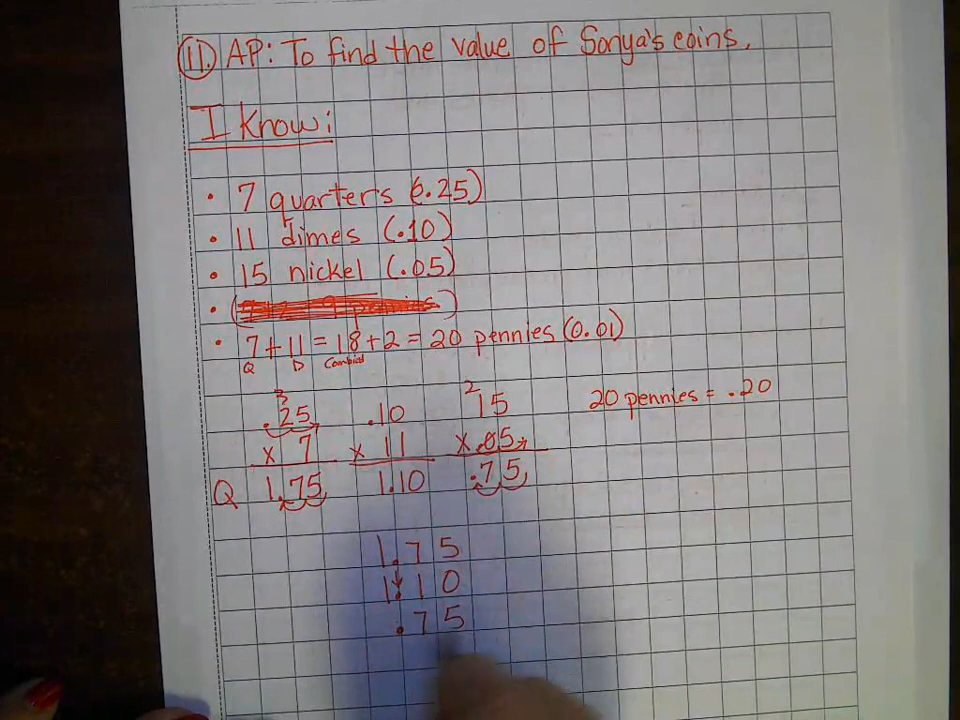 11. AP: To find the value of Sonya's coins.
I Know:
• 7 quarters (0.25)
• 11 dimes (.10)
• 15 nickel (.05)
• ( )
• 7 + 11 = 18 + 2 = 20 pennies (0.01)
Q D Combined
3 2
.25 .10 15 20 pennies = .20
x 7 x 11 x .05
Q 1.75 1.10 .75
1.75
1.10
.75